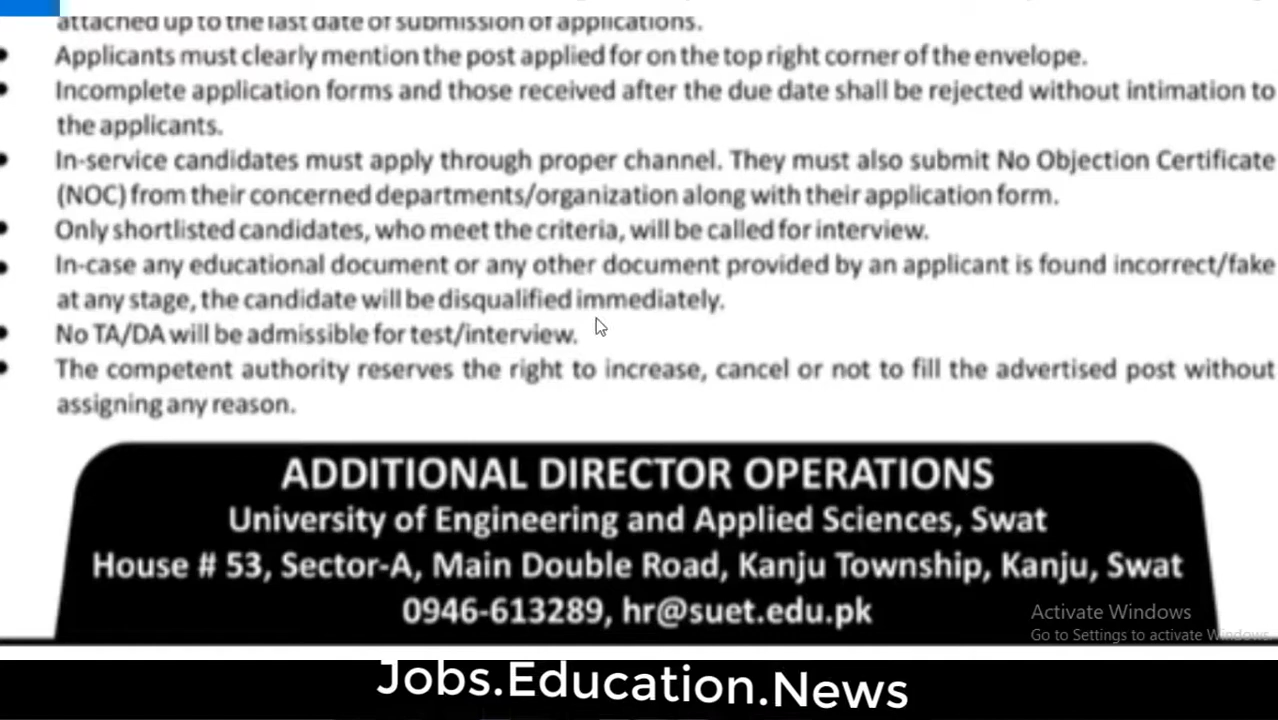 attached up to the last date of submission of applications.
Applicants must clearly mention the post applied for on the top right corner of the envelope.
Incomplete application forms and those received after the due date shall be rejected without intimation to
the applicants.
In-service candidates must apply through proper channel. They must also submit No Objection Certificate
(NOC) from their concerned departments/organization along with their application form.
Only shortlisted candidates, who meet the criteria, will be called for interview.
In-case any educational document or any other document provided by an applicant is found incorrect/fake
at any stage, the candidate will be disqualified immediately.
No TA/DA will be admissible for test/interview.
The competent authority reserves the right to increase, cancel or not to fill the advertised post without
assigning any reason.
ADDITIONAL DIRECTOR OPERATIONS
University of Engineering and Applied Sciences, Swat
House # 53, Sector-A, Main Double Road, Kanju Township, Kanju, Swat
0946-613289, hr@suet.edu.pk
Activate Windows
Go to Settings to activate Windows.
Jobs.Education.News